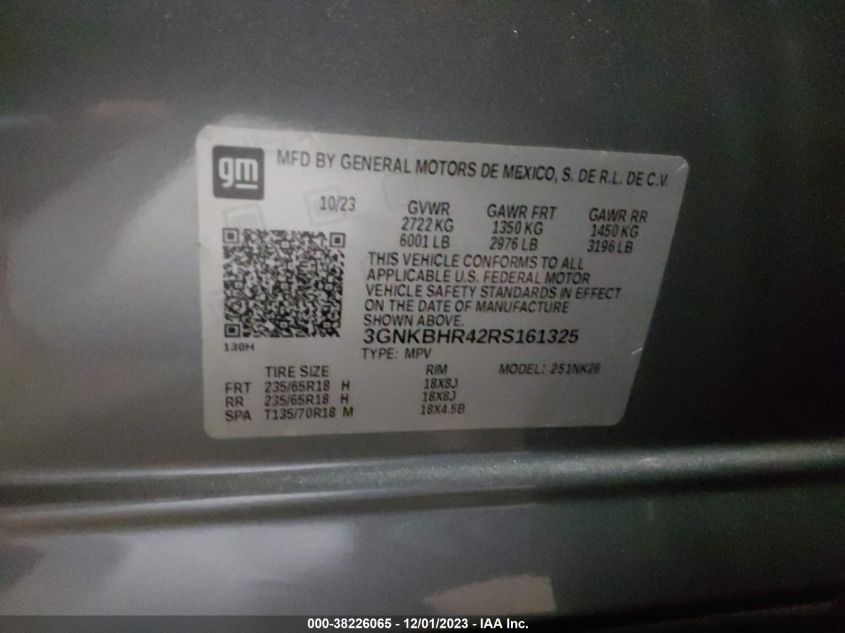 gm
MFD BY GENERAL MOTORS DE MEXICO, S. DE R.L. DE C.V.
10/23 GVWR GAWR FRT GAWR RR
2722 KG 1350 KG 1450 KG
6001 LB 2976 LB 3196 LB
THIS VEHICLE CONFORMS TO ALL
APPLICABLE U.S. FEDERAL MOTOR
VEHICLE SAFETY STANDARDS IN EFFECT
ON THE DATE OF MANUFACTURE
SHOWN ABOVE.
3GNKBHR42RS161325
130H
TYPE: MPV MODEL: 251NK26
TIRE SIZE RIM
FRT 235/65R18 H 18X8J
RR 235/65R18 H 18X8J
SPA T135/70R18 M 18X4.5B
000-38226065 - 12/01/2023 - IAA Inc.